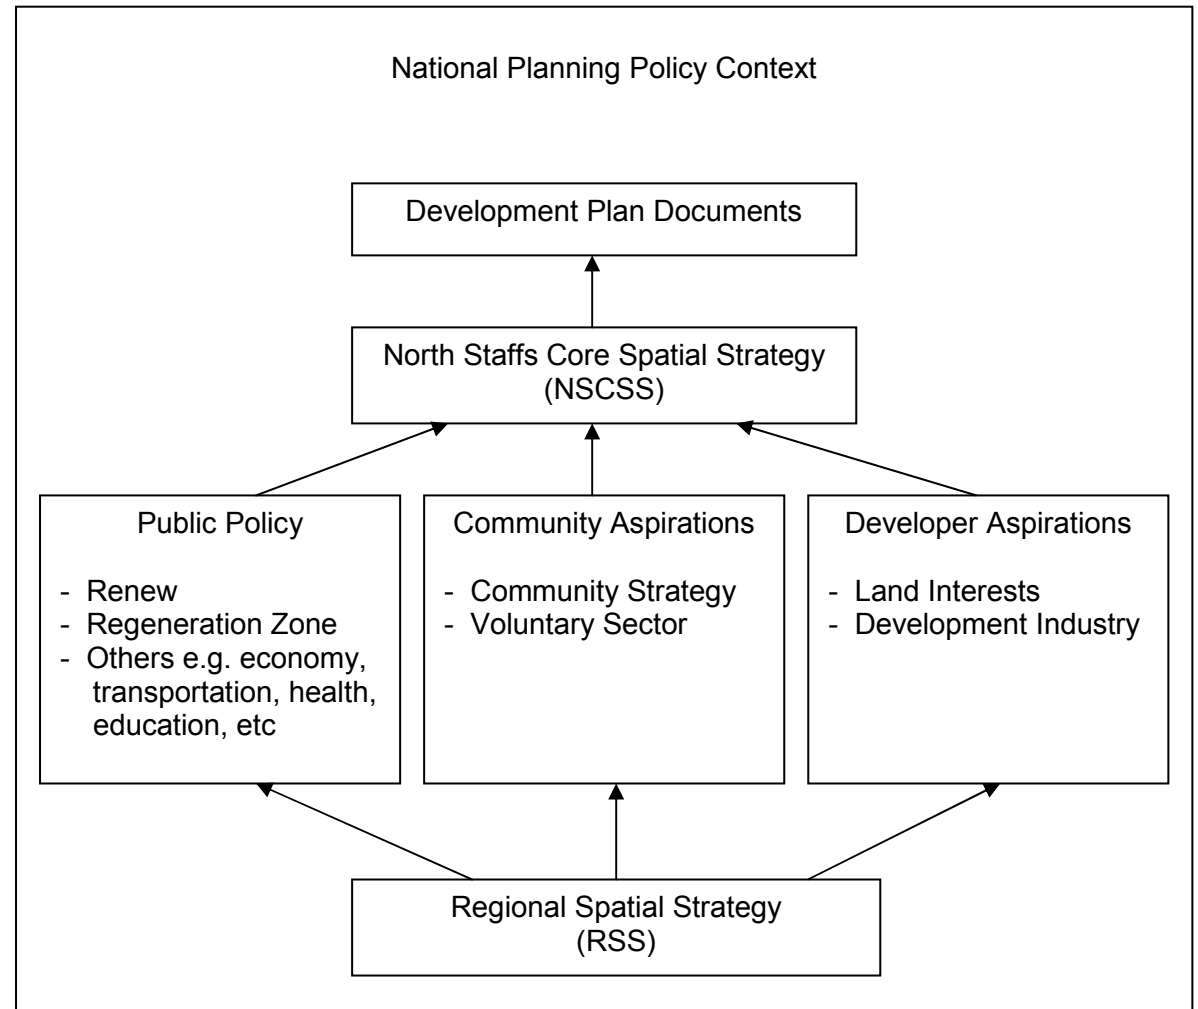 National Planning Policy Context
Development Plan Documents
North Staffs Core Spatial Strategy
(NSCSS)
Public Policy
- Renew
- Regeneration Zone
- Others e.g. economy,
transportation, health,
education, etc
Community Aspirations
- Community Strategy
- Voluntary Sector
Developer Aspirations
- Land Interests
- Development Industry
Regional Spatial Strategy
(RSS)